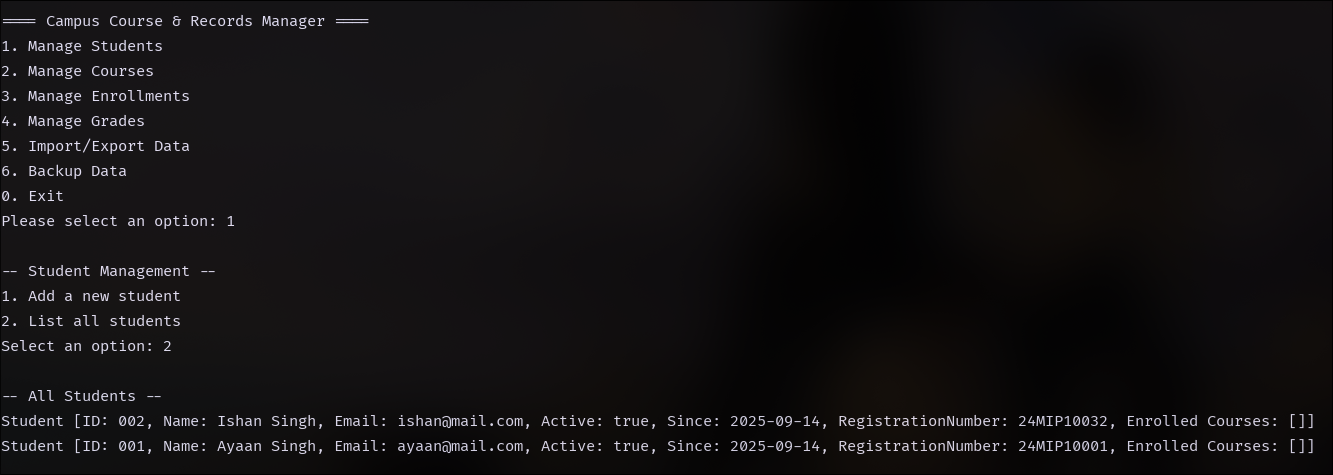 ==== Campus Course & Records Manager ====
1. Manage Students
2. Manage Courses
3. Manage Enrollments
4. Manage Grades
5. Import/Export Data
6. Backup Data
0. Exit
Please select an option: 1
-- Student Management --
1. Add a new student
2. List all students
Select an option: 2
-- All Students --
Student [ID: 002, Name: Ishan Singh, Email: ishan@mail.com, Active: true, Since: 2025-09-14, RegistrationNumber: 24MIP10032, Enrolled Courses: []]
Student [ID: 001, Name: Ayaan Singh, Email: ayaan@mail.com, Active: true, Since: 2025-09-14, RegistrationNumber: 24MIP10001, Enrolled Courses: []]